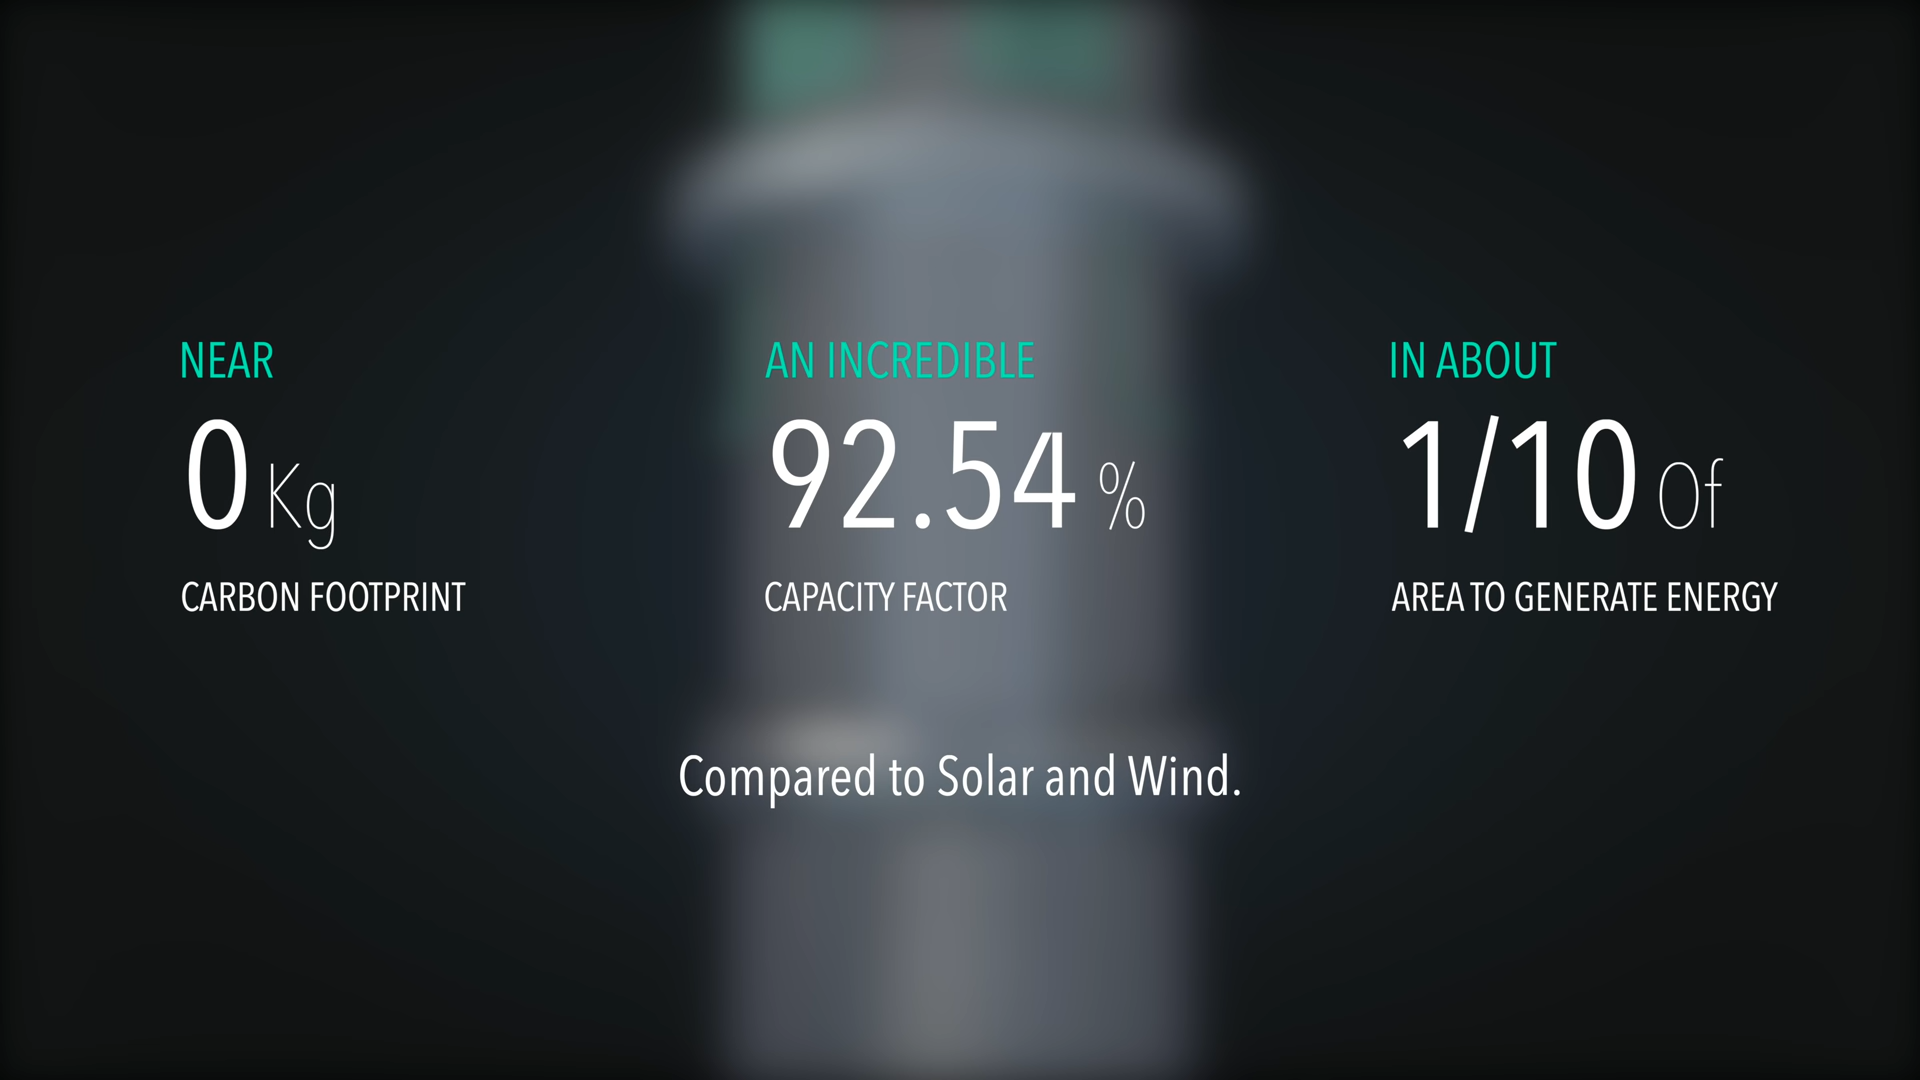 NEAR
0 Kg
CARBON FOOTPRINT
AN INCREDIBLE
92.54 %
CAPACITY FACTOR
IN ABOUT
1/10 Of
AREA TO GENERATE ENERGY
Compared to Solar and Wind.